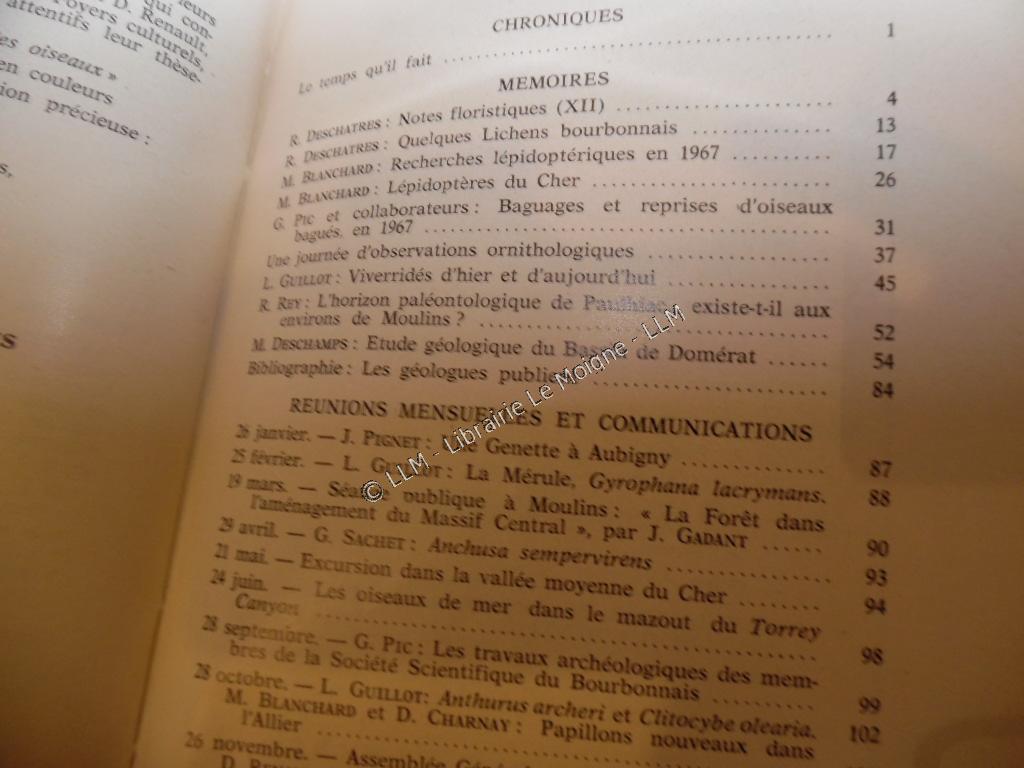 leurs
qui con-
D. Renault,
Foyers culturels,
attentifs leur thèse-
es oiseaux »
en couleurs
ion précieuse :
s,
S
CHRONIQUES
Le temps qu'il fait .......... 1
MEMOIRES
R. DESCHATRES : Notes floristiques (XII) .......... 4
R. DESCHATRES : Quelques Lichens bourbonnais .......... 13
M. BLANCHARD : Recherches lépidoptériques en 1967 .......... 17
M. BLANCHARD : Lépidoptères du Cher .......... 26
G. PIC et collaborateurs : Baguages et reprises d'oiseaux
bagués en 1967 .......... 31
Une journée d'observations ornithologiques .......... 37
L. GUILLOT : Viverridés d'hier et d'aujourd'hui .......... 45
R. REY : L'horizon paléontologique de existe-t-il aux
environs de Moulins ? .......... 52
M. DESCHAMPS : Etude géologique du de Domérat ...... 54
Bibliographie : Les géologues .......... 84
REUNIONS MENSUELLES ET COMMUNICATIONS
26 janvier. — J. PIGNET : Genette à Aubigny .......... 87
25 février. — L. GUILLOT : La Mérule, Gyrophana lacrymans. 88
19 mars. — Séance publique à Moulins : « La Forêt dans
l'aménagement du Massif Central », par J. GADANT ...... 90
29 avril. — G. SACHET : Anchusa sempervirens .......... 93
21 mai. — Excursion dans la vallée moyenne du Cher ........ 94
24 juin. — Les oiseaux de mer dans le mazout du Torrey
Canyon .......... 98
28 septembre. — G. PIC : Les travaux archéologiques des mem-
bres de la Société Scientifique du Bourbonnais .......... 99
28 octobre. — L. GUILLOT : Anthurus archeri et Clitocybe olearia. 102
M. BLANCHARD et D. CHARNAY : Papillons nouveaux dans
l'Allier ..........
26 novembre. — Assemblée
© LLM - Librairie Le Moigne - LLM